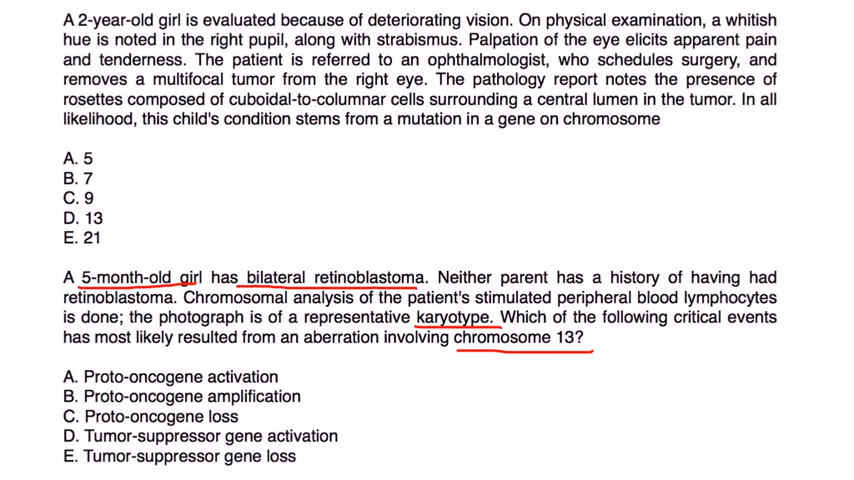 A 2-year-old girl is evaluated because of deteriorating vision. On physical examination, a whitish
hue is noted in the right pupil, along with strabismus. Palpation of the eye elicits apparent pain
and tenderness. The patient is referred to an ophthalmologist, who schedules surgery, and
removes a multifocal tumor from the right eye. The pathology report notes the presence of
rosettes composed of cuboidal-to-columnar cells surrounding a central lumen in the tumor. In all
likelihood, this child's condition stems from a mutation in a gene on chromosome
A. 5
B. 7
C. 9
D. 13
E. 21
A 5-month-old girl has bilateral retinoblastoma. Neither parent has a history of having had
retinoblastoma. Chromosomal analysis of the patient's stimulated peripheral blood lymphocytes
is done; the photograph is of a representative karyotype. Which of the following critical events
has most likely resulted from an aberration involving chromosome 13?
A. Proto-oncogene activation
B. Proto-oncogene amplification
C. Proto-oncogene loss
D. Tumor-suppressor gene activation
E. Tumor-suppressor gene loss